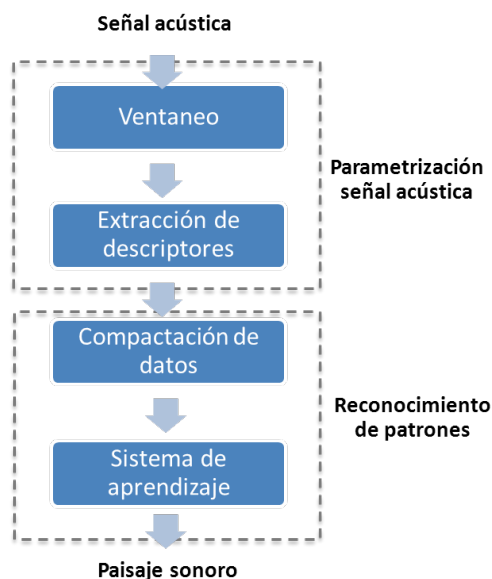 Señal acústica
Ventaneo
Extracción de
descriptores
Parametrización
señal acústica
Compactación de
datos
Sistema de
aprendizaje
Reconocimiento
de patrones
Paisaje sonoro